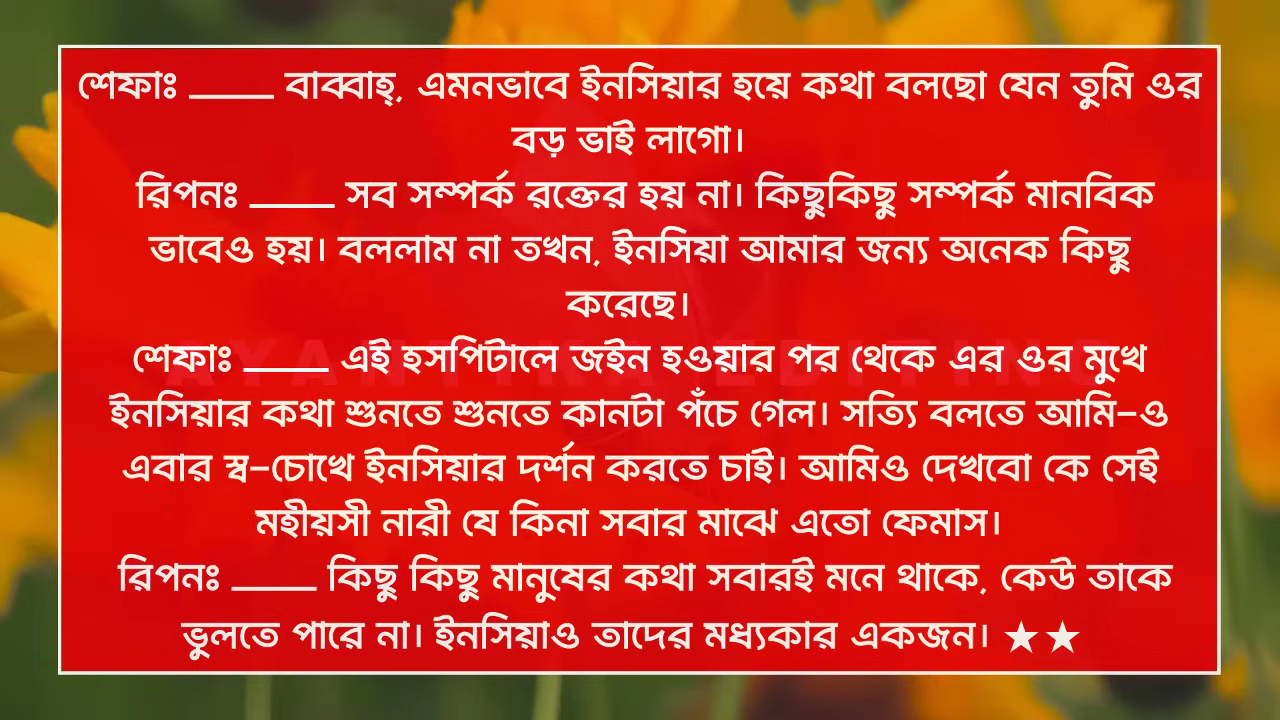 শেফাঃ ____ বাব্বাহ্, এমনভাবে ইনসিয়ার হয়ে কথা বলছো যেন তুমি ওর
বড় ভাই লাগো।
রিপনঃ ____ সব সম্পর্ক রক্তের হয় না। কিছুকিছু সম্পর্ক মানবিক
ভাবেও হয়। বললাম না তখন, ইনসিয়া আমার জন্য অনেক কিছু
করেছে।
শেফাঃ ____ এই হসপিটালে জইন হওয়ার পর থেকে এর ওর মুখে
ইনসিয়ার কথা শুনতে শুনতে কানটা পঁচে গেল। সত্যি বলতে আমি–ও
এবার স্ব–চোখে ইনসিয়ার দর্শন করতে চাই। আমিও দেখবো কে সেই
মহীয়সী নারী যে কিনা সবার মাঝে এতো ফেমাস।
রিপনঃ ____ কিছু কিছু মানুষের কথা সবারই মনে থাকে, কেউ তাকে
ভুলতে পারে না। ইনসিয়াও তাদের মধ্যকার একজন। ★★
AYANTIKA EDITING